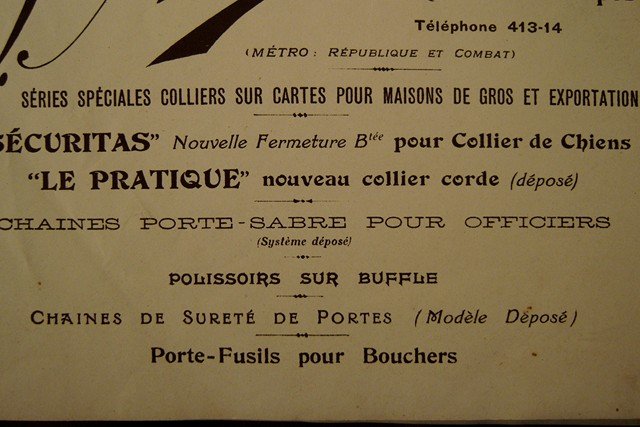 Téléphone 413-14
(MÉTRO : RÉPUBLIQUE ET COMBAT)
SÉRIES SPÉCIALES COLLIERS SUR CARTES POUR MAISONS DE GROS ET EXPORTATION
SÉCURITAS” Nouvelle Fermeture Btée pour Collier de Chiens
“LE PRATIQUE” nouveau collier corde (déposé)
CHAINES PORTE-SABRE POUR OFFICIERS
(Système déposé)
POLISSOIRS SUR BUFFLE
CHAINES DE SURETÉ DE PORTES (Modèle Déposé)
Porte-Fusils pour Bouchers